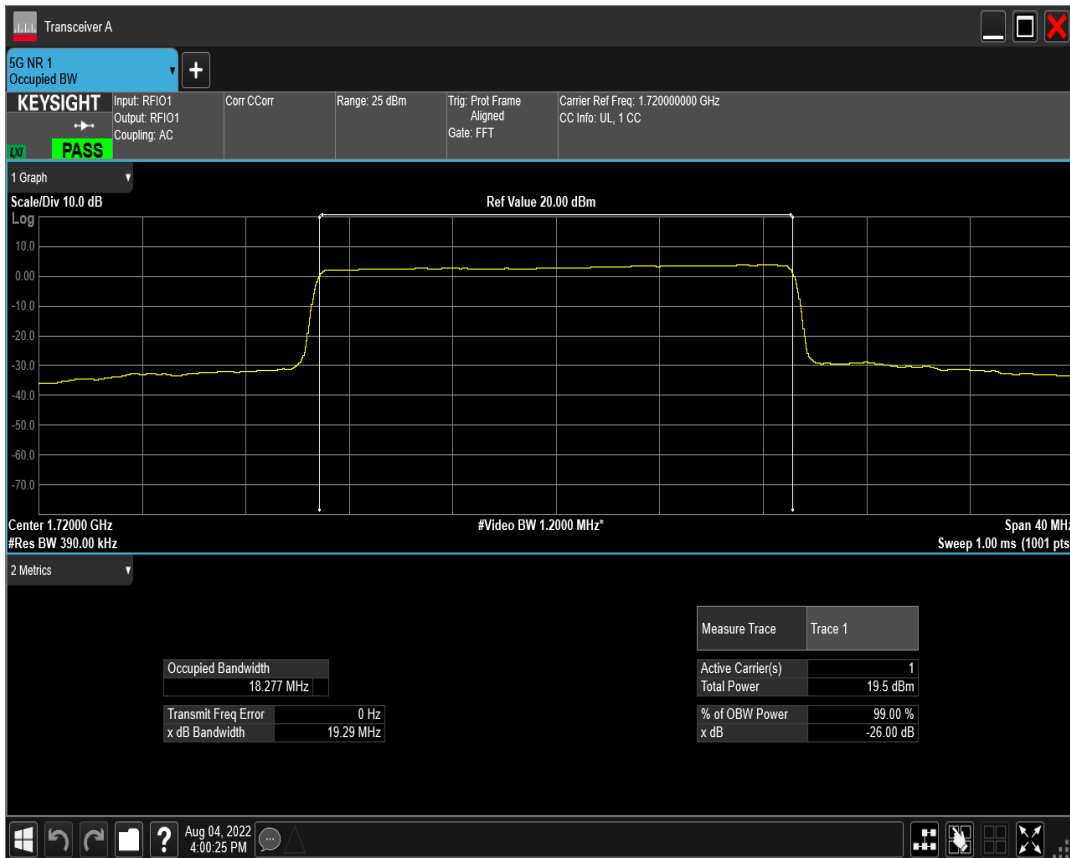 Transceiver A
5G NR 1
Occupied BW
+
KEYSIGHT
LXI
PASS
Input: RFIO1
Output: RFIO1
Coupling: AC
Corr CCorr
Range: 25 dBm
Trig: Prot Frame
Aligned
Gate: FFT
Carrier Ref Freq: 1.720000000 GHz
CC Info: UL, 1 CC
1 Graph
Scale/Div 10.0 dB
Ref Value 20.00 dBm
Log
10.0
0.00
-10.0
-20.0
-30.0
-40.0
-50.0
-60.0
-70.0
Center 1.72000 GHz
#Video BW 1.2000 MHz*
Span 40 MHz
#Res BW 390.00 kHz
Sweep 1.00 ms (1001 pts
2 Metrics
Measure Trace Trace 1
Occupied Bandwidth
18.277 MHz
Active Carrier(s) 1
Total Power 19.5 dBm
Transmit Freq Error 0 Hz
x dB Bandwidth 19.29 MHz
% of OBW Power 99.00 %
x dB -26.00 dB
?
Aug 04, 2022
4:00:25 PM